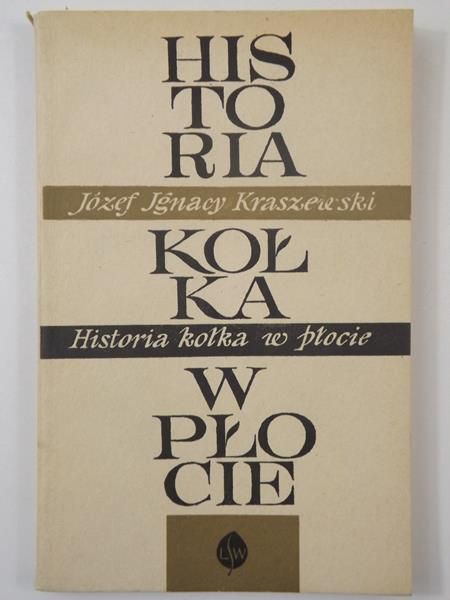 HIS
TO
RIA
Józef Ignacy Kraszewski
KOŁ
KA
Historia kołka w płocie
W
PŁO
CIE
LSW